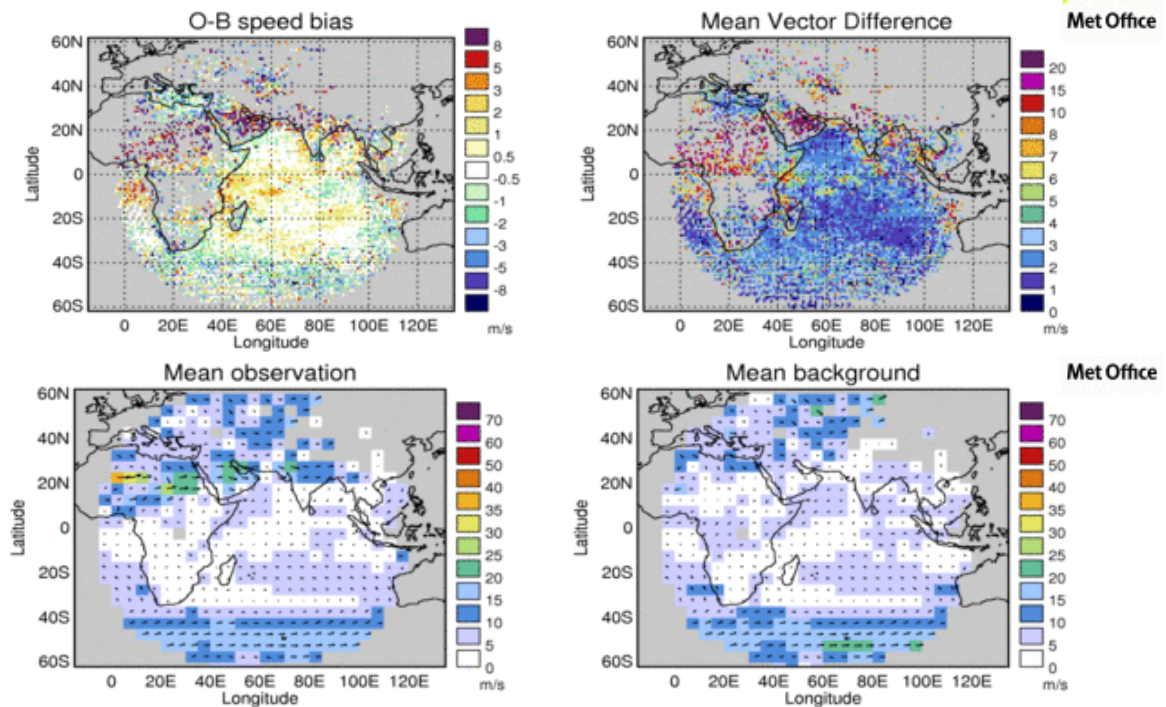 O-B speed bias
Mean Vector Difference
Met Office
60N
40N
20N
0
20S
40S
60S
Latitude
0 20E 40E 60E 80E 100E 120E
Longitude
8
5
3
2
1
0.5
-0.5
-1
-2
-3
-5
-8
m/s
60N
40N
20N
0
20S
40S
60S
Latitude
0 20E 40E 60E 80E 100E 120E
Longitude
20
15
10
8
7
6
5
4
3
2
1
0
m/s
Mean observation
Mean background
Met Office
60N
40N
20N
0
20S
40S
60S
Latitude
0 20E 40E 60E 80E 100E 120E
Longitude
70
60
50
40
35
30
25
20
15
10
5
0
m/s
60N
40N
20N
0
20S
40S
60S
Latitude
0 20E 40E 60E 80E 100E 120E
Longitude
70
60
50
40
35
30
25
20
15
10
5
0
m/s